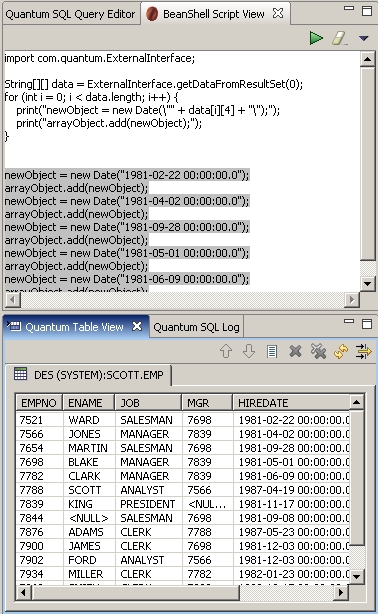 Quantum SQL Query Editor BeanShell Script View
import com.quantum.ExternalInterface;
String[][] data = ExternalInterface.getDataFromResultSet(0);
for (int i = 0; i < data.length; i++) {
print("newObject = new Date(\"" + data[i][4] + "\");");
print("arrayObject.add(newObject);");
}
newObject = new Date("1981-02-22 00:00:00.0");
arrayObject.add(newObject);
newObject = new Date("1981-04-02 00:00:00.0");
arrayObject.add(newObject);
newObject = new Date("1981-09-28 00:00:00.0");
arrayObject.add(newObject);
newObject = new Date("1981-05-01 00:00:00.0");
arrayObject.add(newObject);
newObject = new Date("1981-06-09 00:00:00.0");
arrayObject.add(newObject);
Quantum Table View Quantum SQL Log
DES (SYSTEM):SCOTT.EMP
EMPNO ENAME JOB MGR HIREDATE
7521 WARD SALESMAN 7698 1981-02-22 00:00:00.0
7566 JONES MANAGER 7839 1981-04-02 00:00:00.0
7654 MARTIN SALESMAN 7698 1981-09-28 00:00:00.0
7698 BLAKE MANAGER 7839 1981-05-01 00:00:00.0
7782 CLARK MANAGER 7839 1981-06-09 00:00:00.0
7788 SCOTT ANALYST 7566 1987-04-19 00:00:00.0
7839 KING PRESIDENT <NUL... 1981-11-17 00:00:00.0
7844 <NULL> SALESMAN 7698 1981-09-08 00:00:00.0
7876 ADAMS CLERK 7788 1987-05-23 00:00:00.0
7900 JAMES CLERK 7698 1981-12-03 00:00:00.0
7902 FORD ANALYST 7566 1981-12-03 00:00:00.0
7934 MILLER CLERK 7782 1982-01-23 00:00:00.0